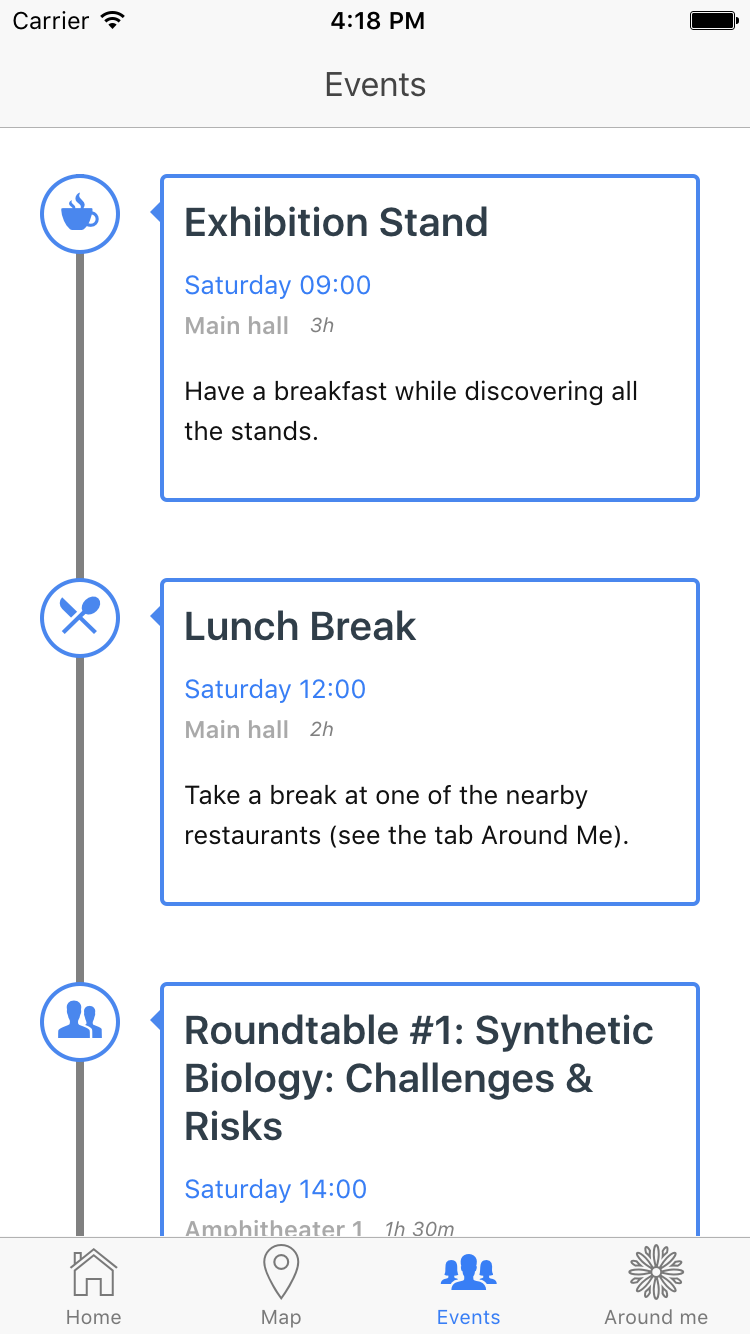 Carrier 4:18 PM
Events
Exhibition Stand
Saturday 09:00
Main hall 3h
Have a breakfast while discovering all
the stands.
Lunch Break
Saturday 12:00
Main hall 2h
Take a break at one of the nearby
restaurants (see the tab Around Me).
Roundtable #1: Synthetic
Biology: Challenges &
Risks
Saturday 14:00
Amphitheater 1 1h 30m
Home Map Events Around me